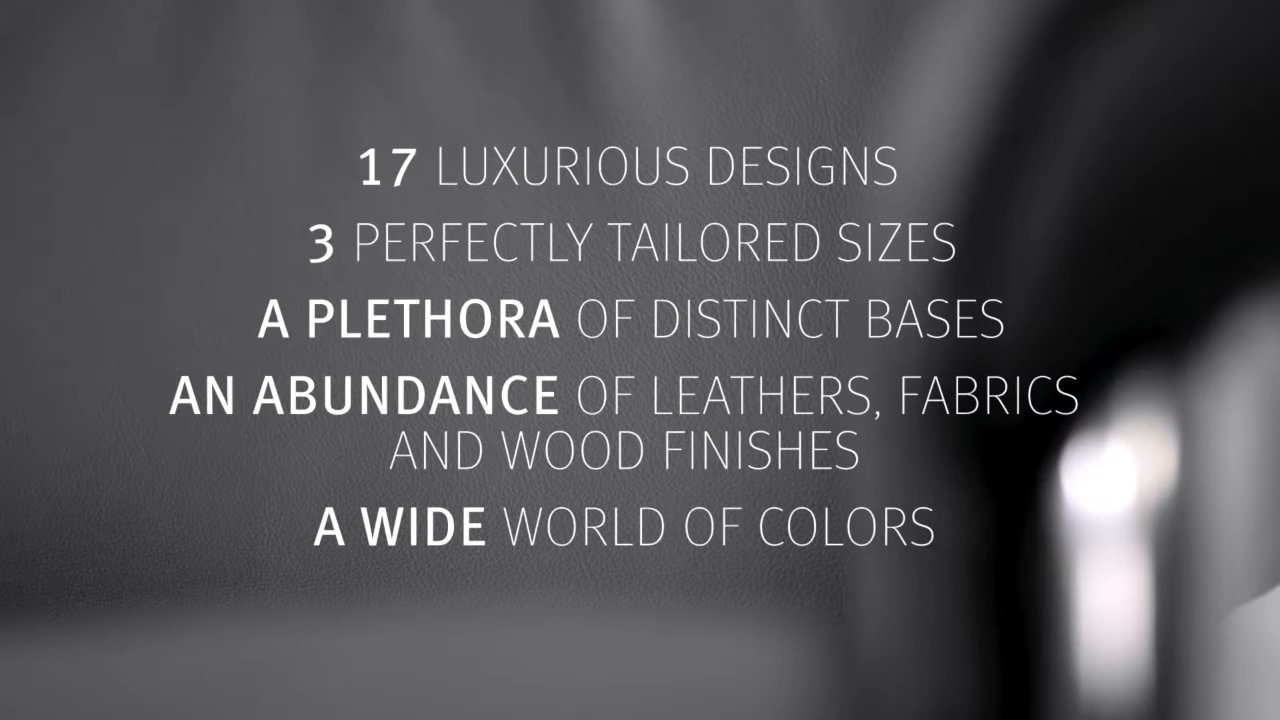 17 LUXURIOUS DESIGNS
3 PERFECTLY TAILORED SIZES
A PLETHORA OF DISTINCT BASES
AN ABUNDANCE OF LEATHERS, FABRICS
AND WOOD FINISHES
A WIDE WORLD OF COLORS